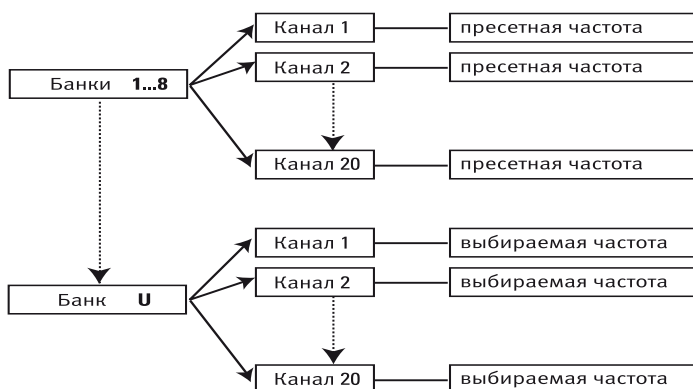 Канал 1 пресетная частота
Канал 2 пресетная частота
Банки 1...8
Канал 20 пресетная частота
Канал 1 выбираемая частота
Канал 2 выбираемая частота
Банк U
Канал 20 выбираемая частота